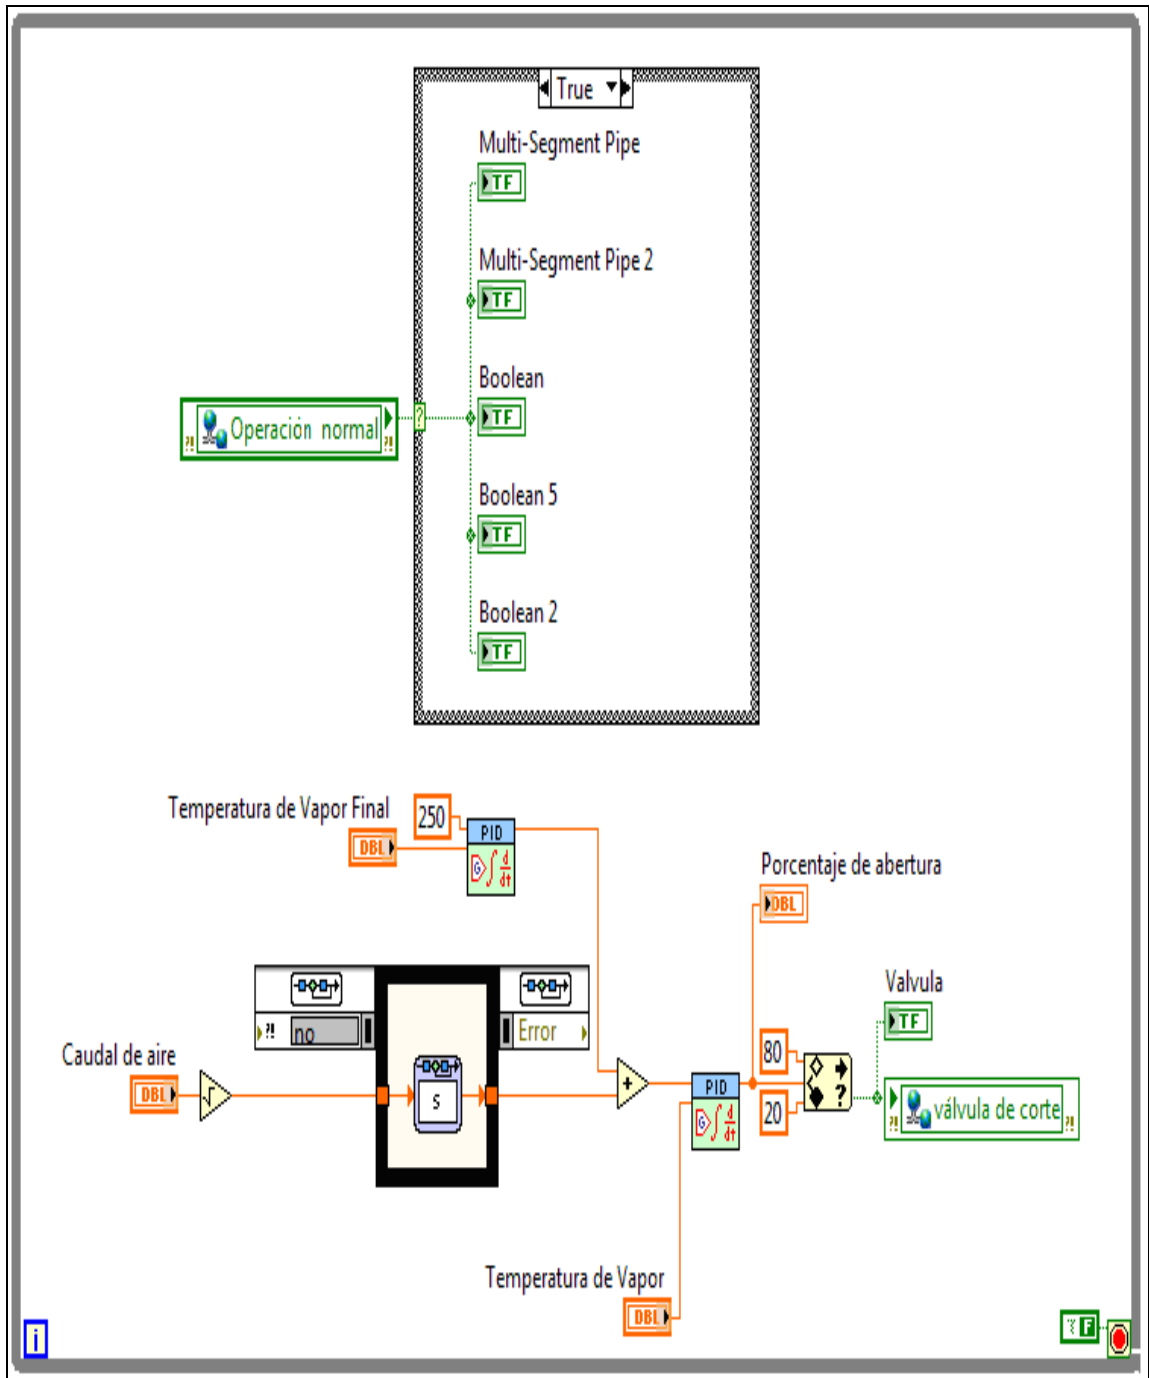 True
Multi-Segment Pipe
TF
Multi-Segment Pipe 2
TF
Boolean
TF
?
?! Operación normal ?!
Boolean 5
TF
Boolean 2
TF
Temperatura de Vapor Final
250
DBL
PID
G ∫ d/dt
Porcentaje de abertura
DBL
Valvula
TF
?! no
Error
Caudal de aire
DBL
√
s
+
PID
G ∫ d/dt
80
20
?
?! válvula de corte ?!
Temperatura de Vapor
DBL
i
F